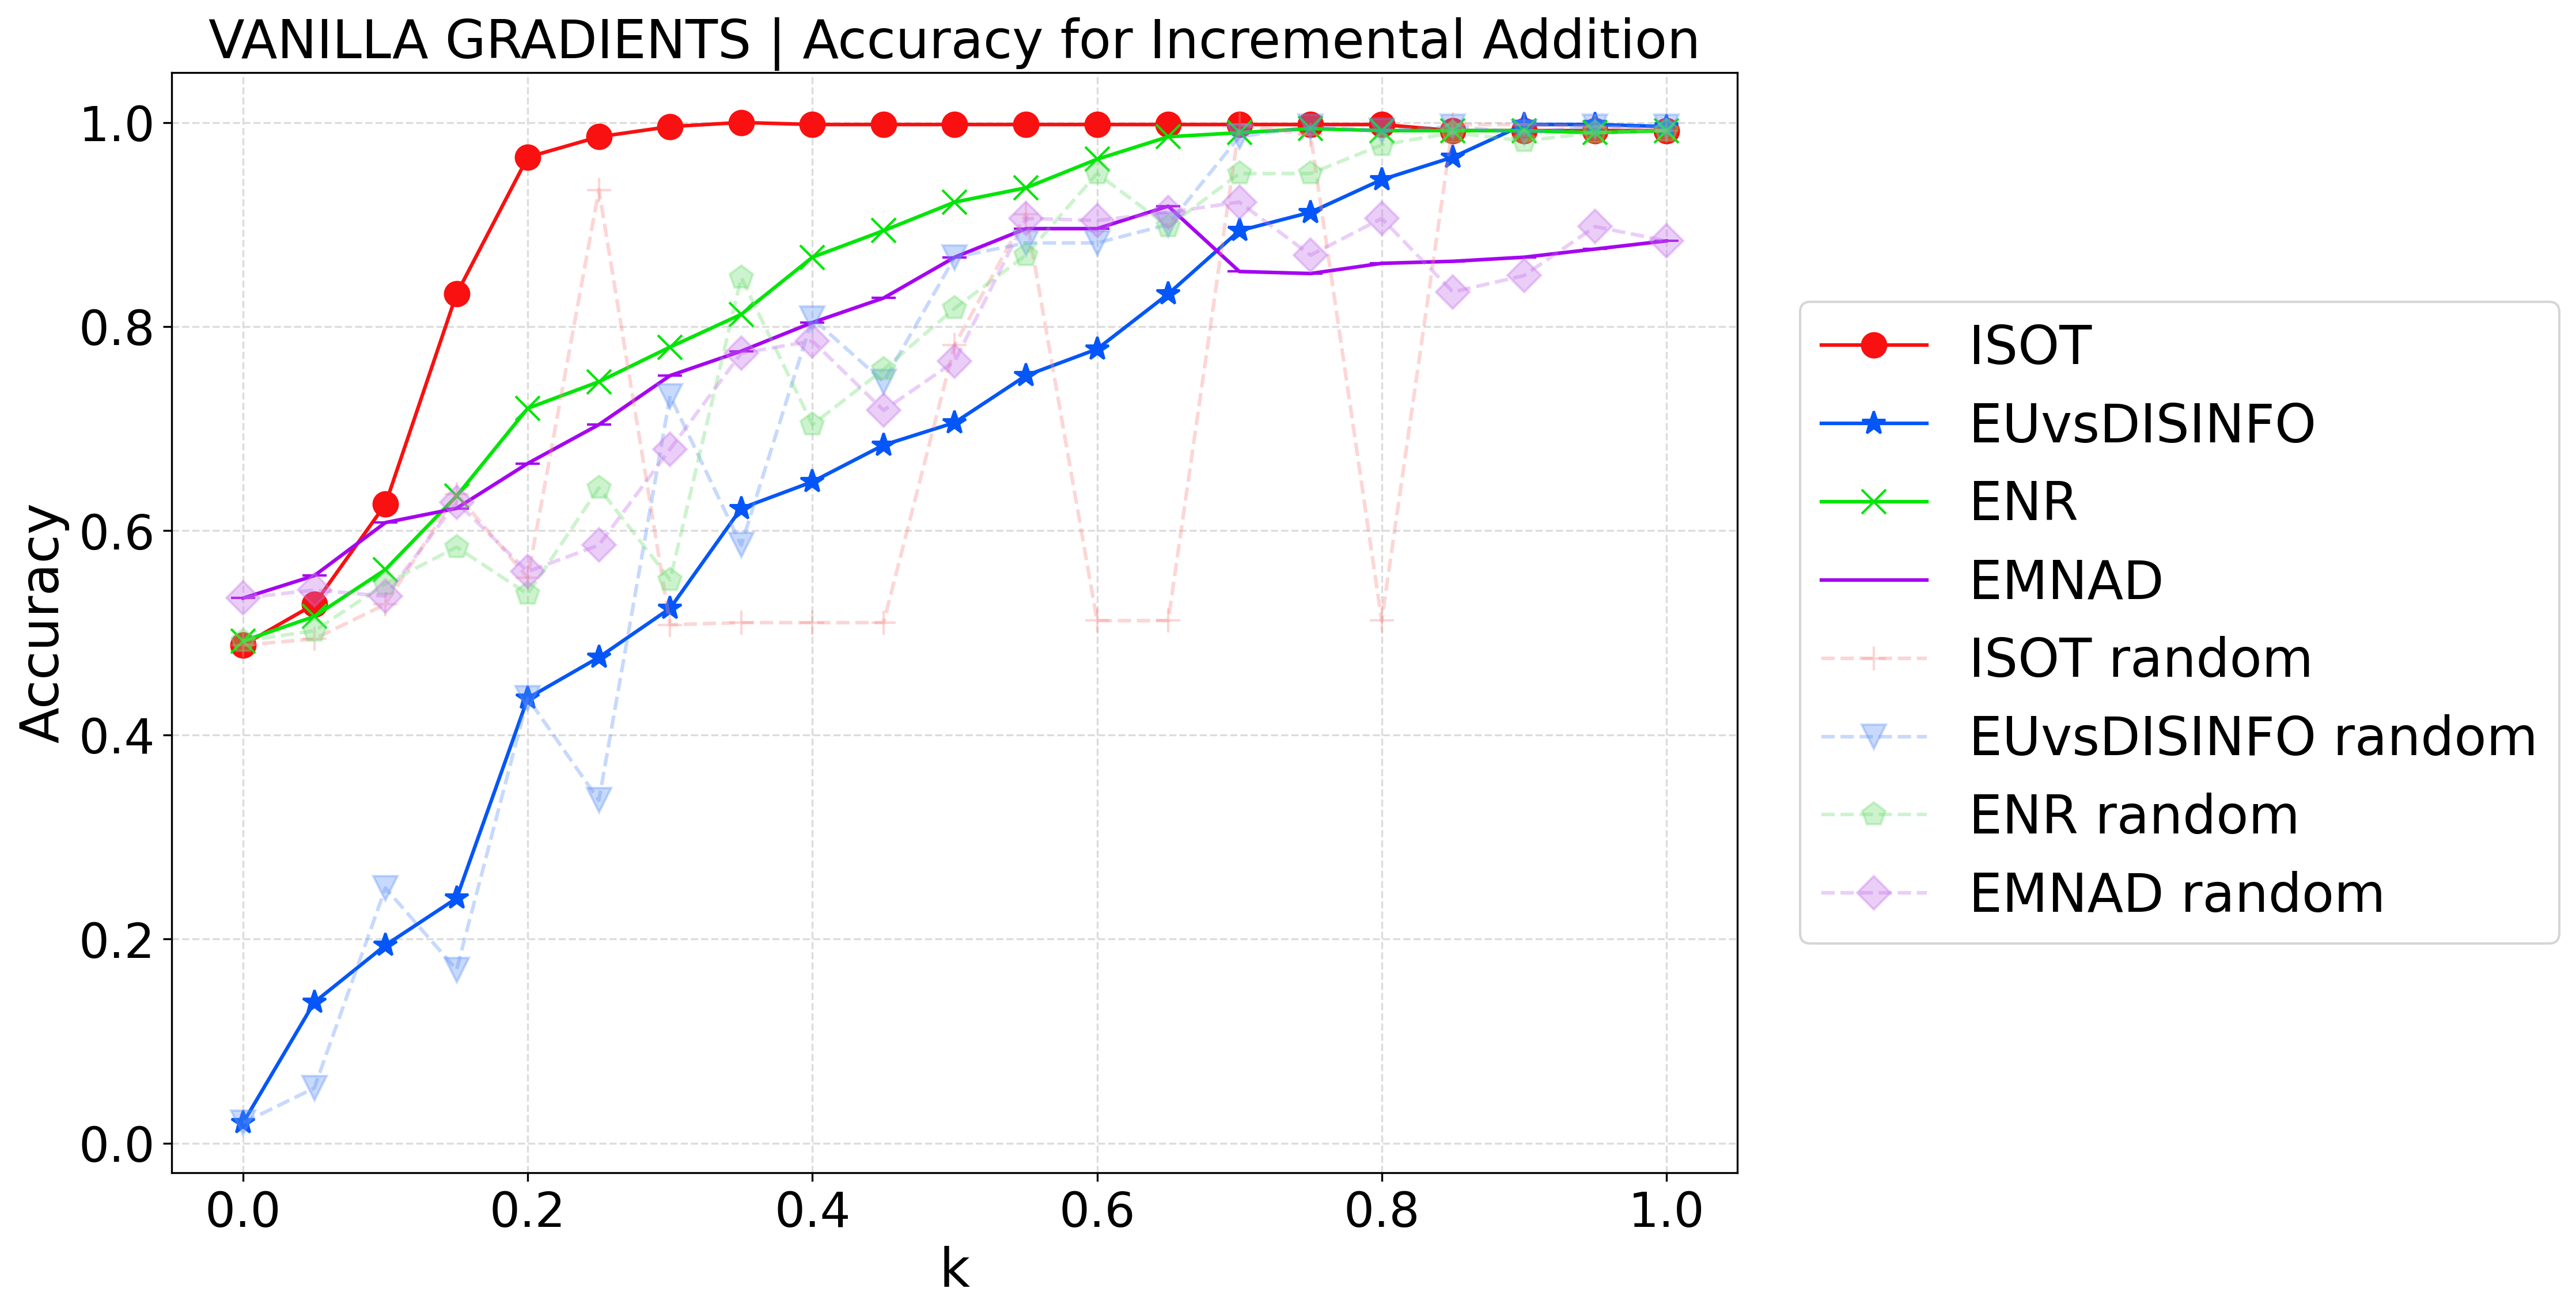 VANILLA GRADIENTS | Accuracy for Incremental Addition
1.0
0.8
0.6
0.4
0.2
0.0
Accuracy
0.0 0.2 0.4 0.6 0.8 1.0
k
ISOT
EUvsDISINFO
ENR
EMNAD
ISOT random
EUvsDISINFO random
ENR random
EMNAD random